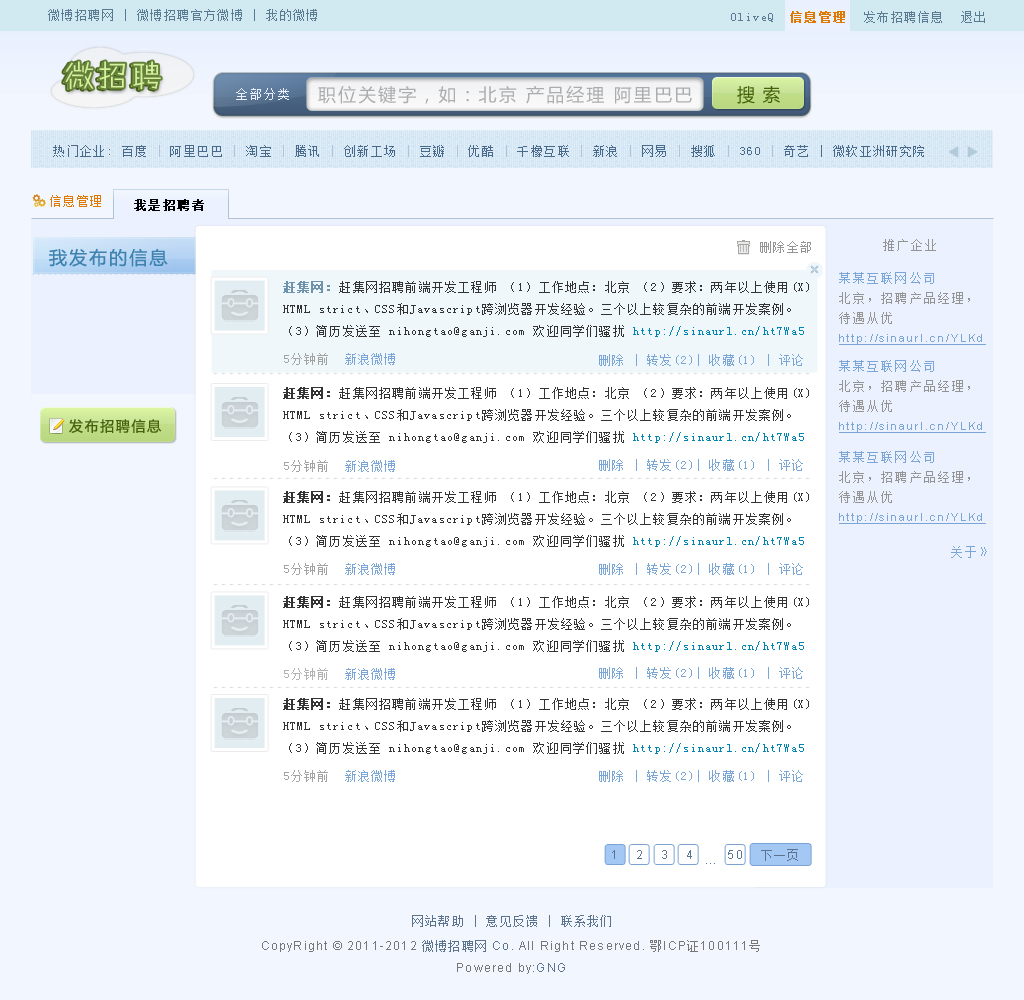 微博招聘网 | 微博招聘官方微博 | 我的微博
OliveQ 信息管理 发布招聘信息 退出
微招聘
全部分类 职位关键字，如：北京 产品经理 阿里巴巴 搜索
热门企业： 百度 | 阿里巴巴 | 淘宝 | 腾讯 | 创新工场 | 豆瓣 | 优酷 | 千橡互联 | 新浪 | 网易 | 搜狐 | 360 | 奇艺 | 微软亚洲研究院
信息管理 我是招聘者
我发布的信息
发布招聘信息
删除全部
赶集网：赶集网招聘前端开发工程师 （1）工作地点：北京 （2）要求：两年以上使用(X)
HTML strict、CSS和Javascript跨浏览器开发经验。三个以上较复杂的前端开发案例。
（3）简历发送至 nihongtao@ganji.com 欢迎同学们骚扰 http://sinaurl.cn/ht7Wa5
5分钟前 新浪微博 删除 | 转发(2)| 收藏(1) | 评论
赶集网：赶集网招聘前端开发工程师 （1）工作地点：北京 （2）要求：两年以上使用(X)
HTML strict、CSS和Javascript跨浏览器开发经验。三个以上较复杂的前端开发案例。
（3）简历发送至 nihongtao@ganji.com 欢迎同学们骚扰 http://sinaurl.cn/ht7Wa5
5分钟前 新浪微博 删除 | 转发(2)| 收藏(1) | 评论
赶集网：赶集网招聘前端开发工程师 （1）工作地点：北京 （2）要求：两年以上使用(X)
HTML strict、CSS和Javascript跨浏览器开发经验。三个以上较复杂的前端开发案例。
（3）简历发送至 nihongtao@ganji.com 欢迎同学们骚扰 http://sinaurl.cn/ht7Wa5
5分钟前 新浪微博 删除 | 转发(2)| 收藏(1) | 评论
赶集网：赶集网招聘前端开发工程师 （1）工作地点：北京 （2）要求：两年以上使用(X)
HTML strict、CSS和Javascript跨浏览器开发经验。三个以上较复杂的前端开发案例。
（3）简历发送至 nihongtao@ganji.com 欢迎同学们骚扰 http://sinaurl.cn/ht7Wa5
5分钟前 新浪微博 删除 | 转发(2)| 收藏(1) | 评论
赶集网：赶集网招聘前端开发工程师 （1）工作地点：北京 （2）要求：两年以上使用(X)
HTML strict、CSS和Javascript跨浏览器开发经验。三个以上较复杂的前端开发案例。
（3）简历发送至 nihongtao@ganji.com 欢迎同学们骚扰 http://sinaurl.cn/ht7Wa5
5分钟前 新浪微博 删除 | 转发(2)| 收藏(1) | 评论
1 2 3 4 ... 50 下一页
推广企业
某某互联网公司
北京，招聘产品经理，
待遇从优
http://sinaurl.cn/YLKd
某某互联网公司
北京，招聘产品经理，
待遇从优
http://sinaurl.cn/YLKd
某某互联网公司
北京，招聘产品经理，
待遇从优
http://sinaurl.cn/YLKd
关于»
网站帮助 | 意见反馈 | 联系我们
CopyRight © 2011-2012 微博招聘网 Co. All Right Reserved. 鄂ICP证100111号
Powered by:GNG